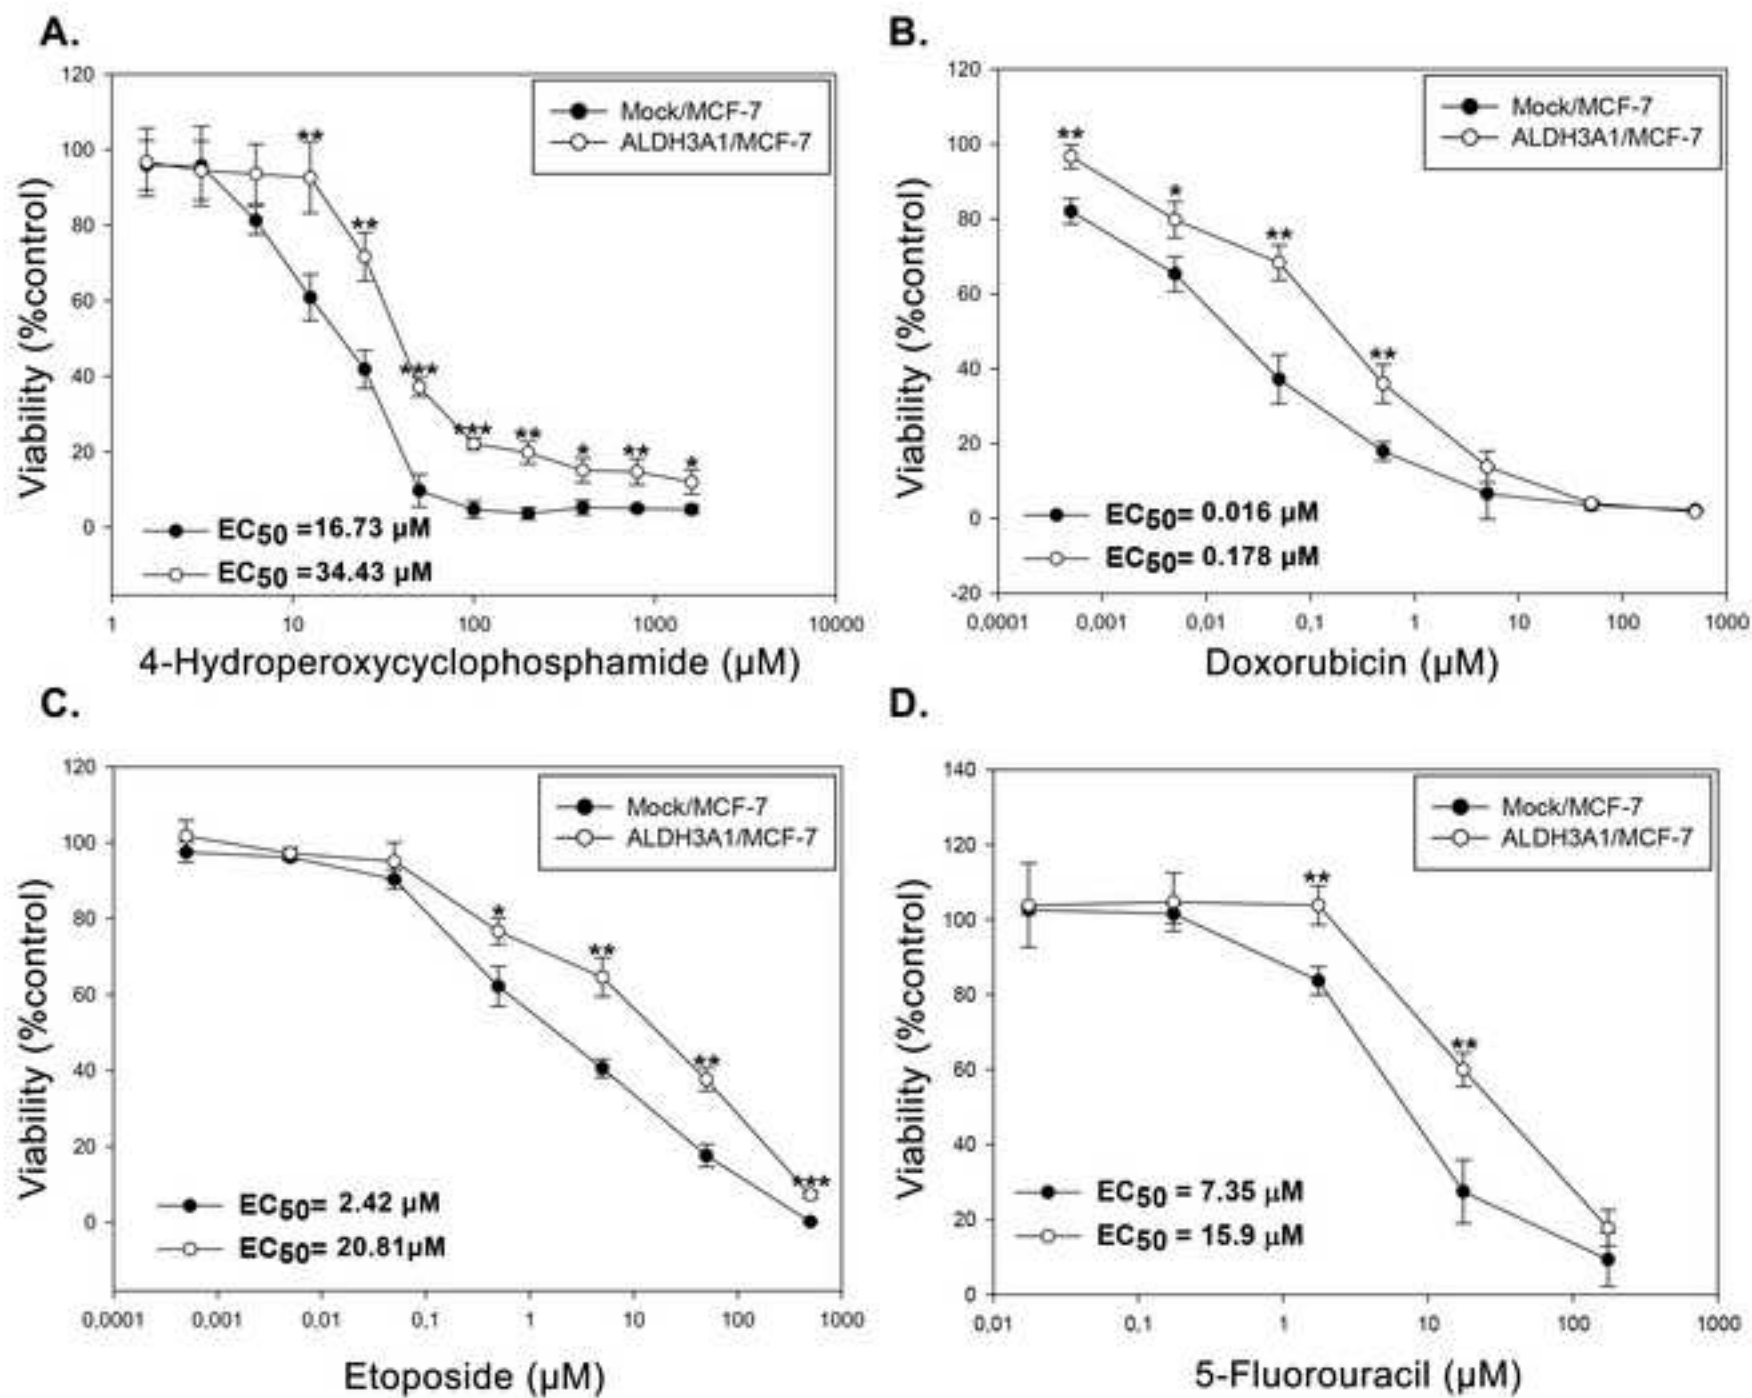 A.
120
100
80
60
40
20
0
Viability (%control)
Mock/MCF-7
ALDH3A1/MCF-7
**
**
***
***
**
*
**
*
EC50 =16.73 µM
EC50 =34.43 µM
1
10
100
1000
10000
4-Hydroperoxycyclophosphamide (µM)
B.
120
100
80
60
40
20
0
-20
Viability (%control)
Mock/MCF-7
ALDH3A1/MCF-7
**
*
**
**
EC50= 0.016 µM
EC50= 0.178 µM
0,0001
0,001
0,01
0,1
1
10
100
1000
Doxorubicin (µM)
C.
120
100
80
60
40
20
0
Viability (%control)
Mock/MCF-7
ALDH3A1/MCF-7
*
**
**
***
EC50= 2.42 µM
EC50= 20.81µM
0,0001
0,001
0,01
0,1
1
10
100
1000
Etoposide (µM)
D.
140
120
100
80
60
40
20
0
Viability (%control)
Mock/MCF-7
ALDH3A1/MCF-7
**
**
EC50 = 7.35 µM
EC50 = 15.9 µM
0,01
0,1
1
10
100
1000
5-Fluorouracil (µM)